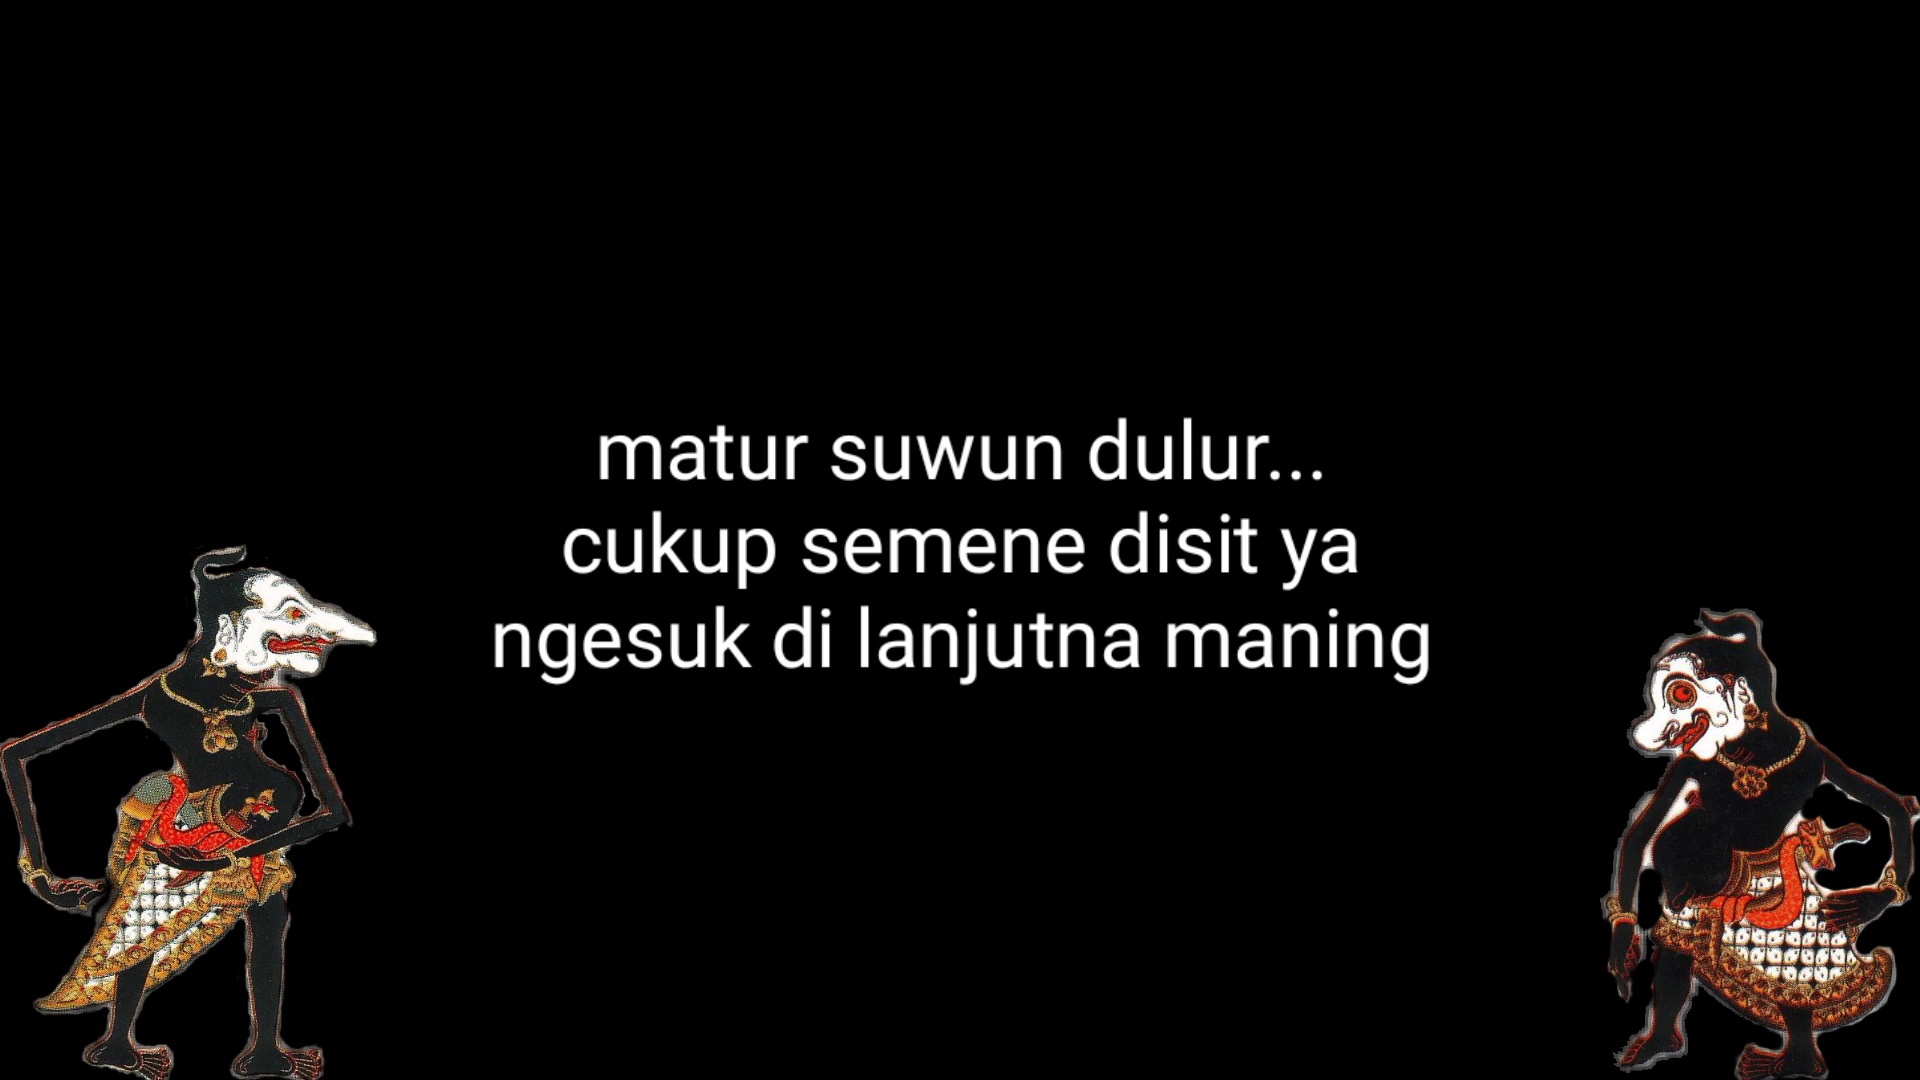 matur suwun dulur...
cukup semene disit ya
ngesuk di lanjutna maning